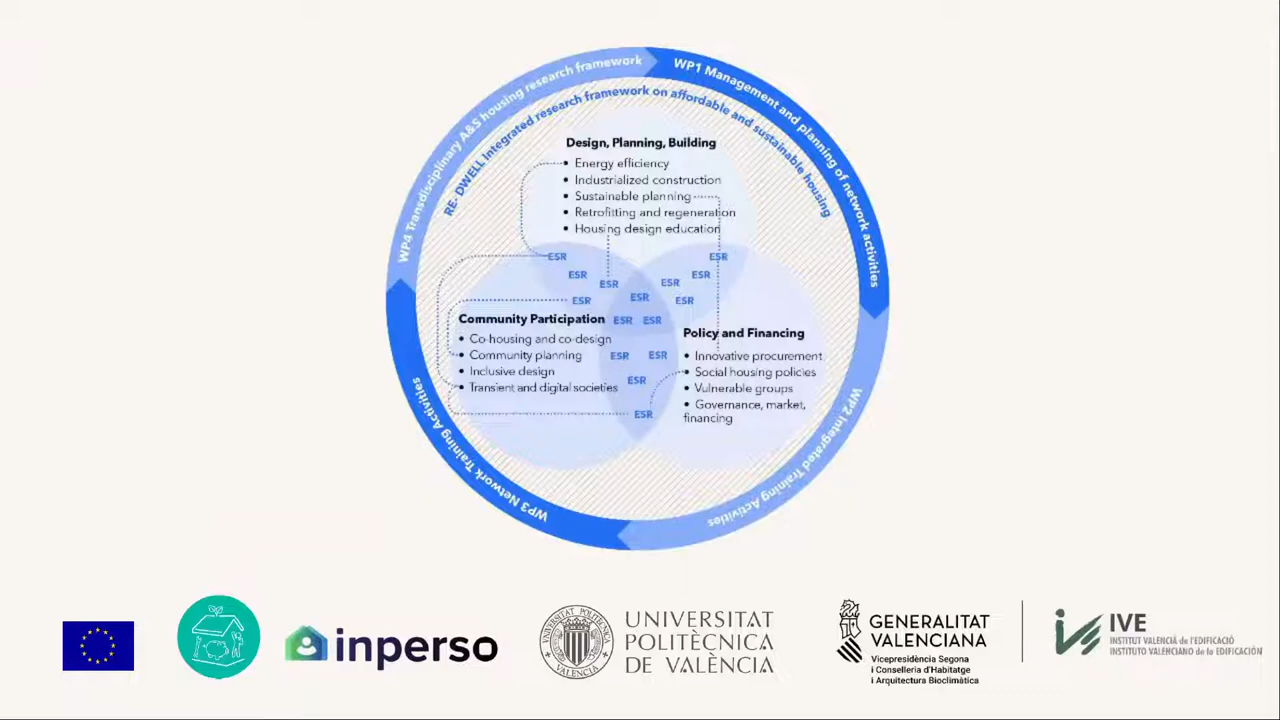 WP4 Transdisciplinary A&S housing research framework
WP1 Management and planning of network activities
RE-DWELL Integrated research framework on affordable and sustainable housing
Design, Planning, Building
• Energy efficiency
• Industrialized construction
• Sustainable planning
• Retrofitting and regeneration
• Housing design education
ESR
ESR
ESR
ESR
ESR
ESR
ESR
ESR
ESR
ESR
Community Participation
ESR
ESR
Policy and Financing
• Co-housing and co-design
• Community planning
• Inclusive design
• Transient and digital societies
ESR
ESR
ESR
ESR
• Innovative procurement
• Social housing policies
• Vulnerable groups
• Governance, market,
financing
WP3 Network Training Activities
WP2 Integrated Training Activities
inperso
UNIVERSITAT
POLITÈCNICA
DE VALÈNCIA
GENERALITAT
VALENCIANA
Vicepresidència Segona
i Conselleria d'Habitatge
i Arquitectura Bioclimàtica
IVE
INSTITUT VALENCIÀ de l'EDIFICACIÓ
INSTITUTO VALENCIANO de la EDIFICACIÓN